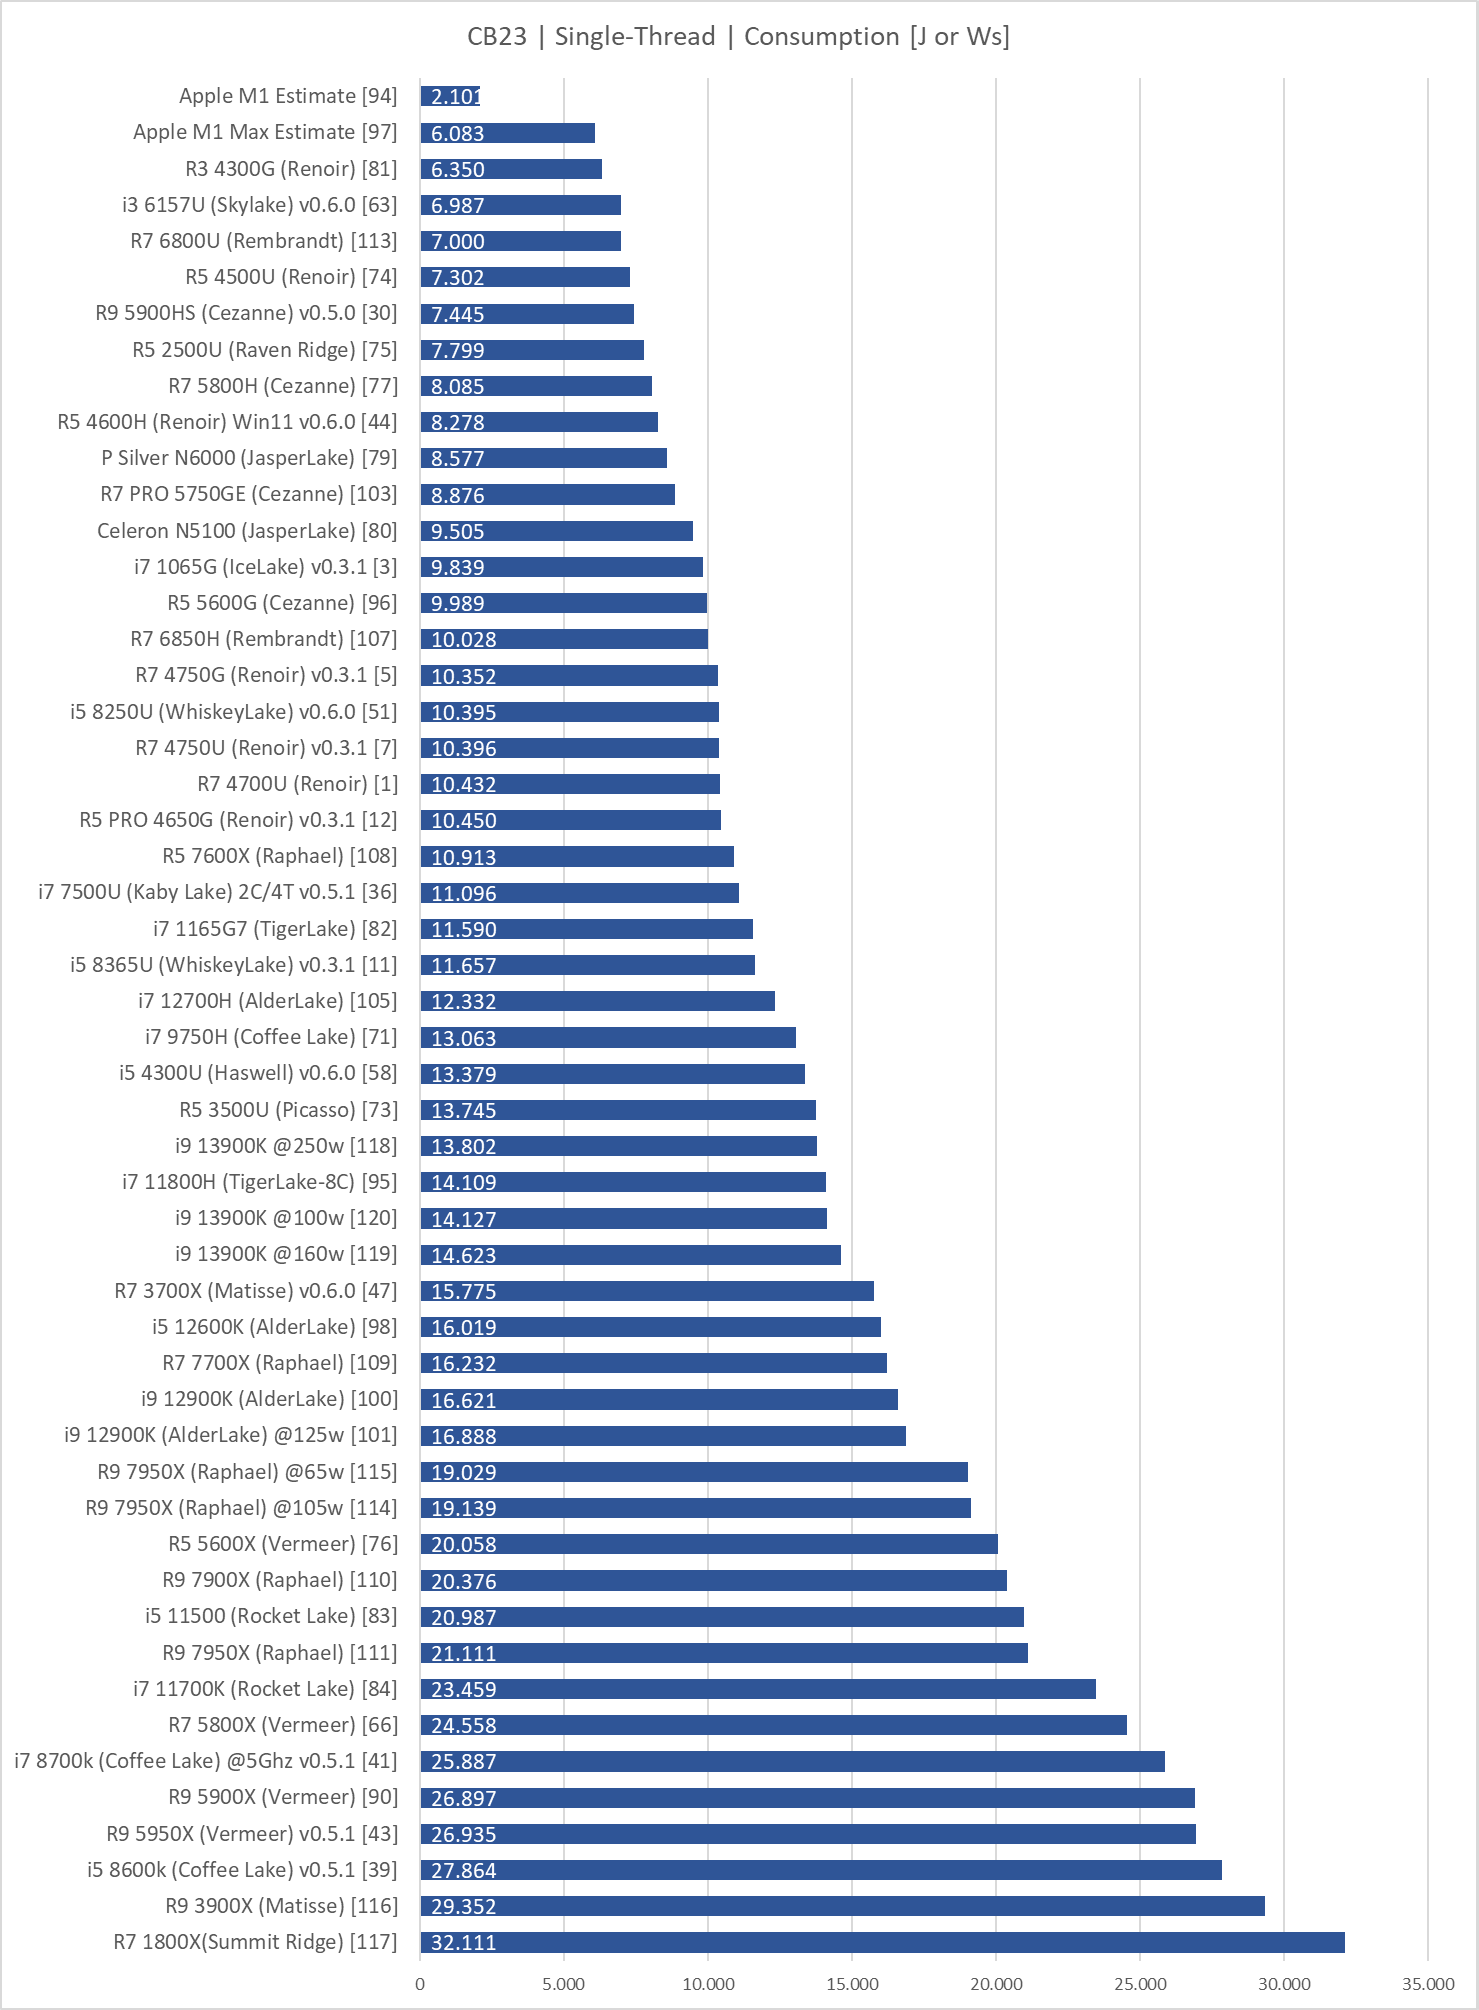 CB23 | Single-Thread | Consumption [J or Ws]
Apple M1 Estimate [94] 2.101
Apple M1 Max Estimate [97] 6.083
R3 4300G (Renoir) [81] 6.350
i3 6157U (Skylake) v0.6.0 [63] 6.987
R7 6800U (Rembrandt) [113] 7.000
R5 4500U (Renoir) [74] 7.302
R9 5900HS (Cezanne) v0.5.0 [30] 7.445
R5 2500U (Raven Ridge) [75] 7.799
R7 5800H (Cezanne) [77] 8.085
R5 4600H (Renoir) Win11 v0.6.0 [44] 8.278
P Silver N6000 (JasperLake) [79] 8.577
R7 PRO 5750GE (Cezanne) [103] 8.876
Celeron N5100 (JasperLake) [80] 9.505
i7 1065G (IceLake) v0.3.1 [3] 9.839
R5 5600G (Cezanne) [96] 9.989
R7 6850H (Rembrandt) [107] 10.028
R7 4750G (Renoir) v0.3.1 [5] 10.352
i5 8250U (WhiskeyLake) v0.6.0 [51] 10.395
R7 4750U (Renoir) v0.3.1 [7] 10.396
R7 4700U (Renoir) [1] 10.432
R5 PRO 4650G (Renoir) v0.3.1 [12] 10.450
R5 7600X (Raphael) [108] 10.913
i7 7500U (Kaby Lake) 2C/4T v0.5.1 [36] 11.096
i7 1165G7 (TigerLake) [82] 11.590
i5 8365U (WhiskeyLake) v0.3.1 [11] 11.657
i7 12700H (AlderLake) [105] 12.332
i7 9750H (Coffee Lake) [71] 13.063
i5 4300U (Haswell) v0.6.0 [58] 13.379
R5 3500U (Picasso) [73] 13.745
i9 13900K @250w [118] 13.802
i7 11800H (TigerLake-8C) [95] 14.109
i9 13900K @100w [120] 14.127
i9 13900K @160w [119] 14.623
R7 3700X (Matisse) v0.6.0 [47] 15.775
i5 12600K (AlderLake) [98] 16.019
R7 7700X (Raphael) [109] 16.232
i9 12900K (AlderLake) [100] 16.621
i9 12900K (AlderLake) @125w [101] 16.888
R9 7950X (Raphael) @65w [115] 19.029
R9 7950X (Raphael) @105w [114] 19.139
R5 5600X (Vermeer) [76] 20.058
R9 7900X (Raphael) [110] 20.376
i5 11500 (Rocket Lake) [83] 20.987
R9 7950X (Raphael) [111] 21.111
i7 11700K (Rocket Lake) [84] 23.459
R7 5800X (Vermeer) [66] 24.558
i7 8700k (Coffee Lake) @5Ghz v0.5.1 [41] 25.887
R9 5900X (Vermeer) [90] 26.897
R9 5950X (Vermeer) v0.5.1 [43] 26.935
i5 8600k (Coffee Lake) v0.5.1 [39] 27.864
R9 3900X (Matisse) [116] 29.352
R7 1800X(Summit Ridge) [117] 32.111
0 5.000 10.000 15.000 20.000 25.000 30.000 35.000